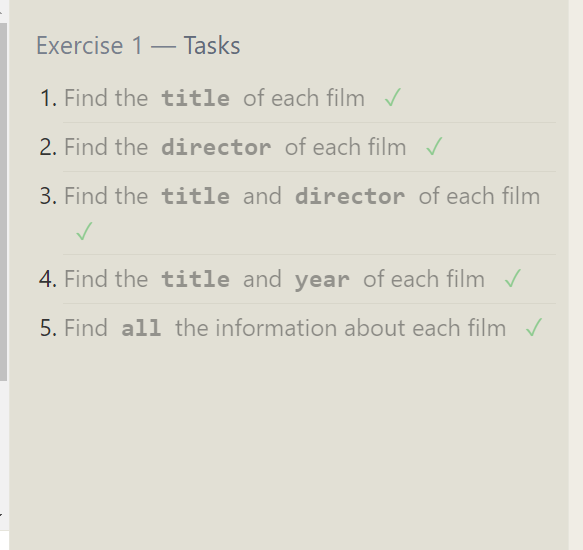 Exercise 1 — Tasks
1. Find the title of each film ✓
2. Find the director of each film ✓
3. Find the title and director of each film
✓
4. Find the title and year of each film ✓
5. Find all the information about each film ✓